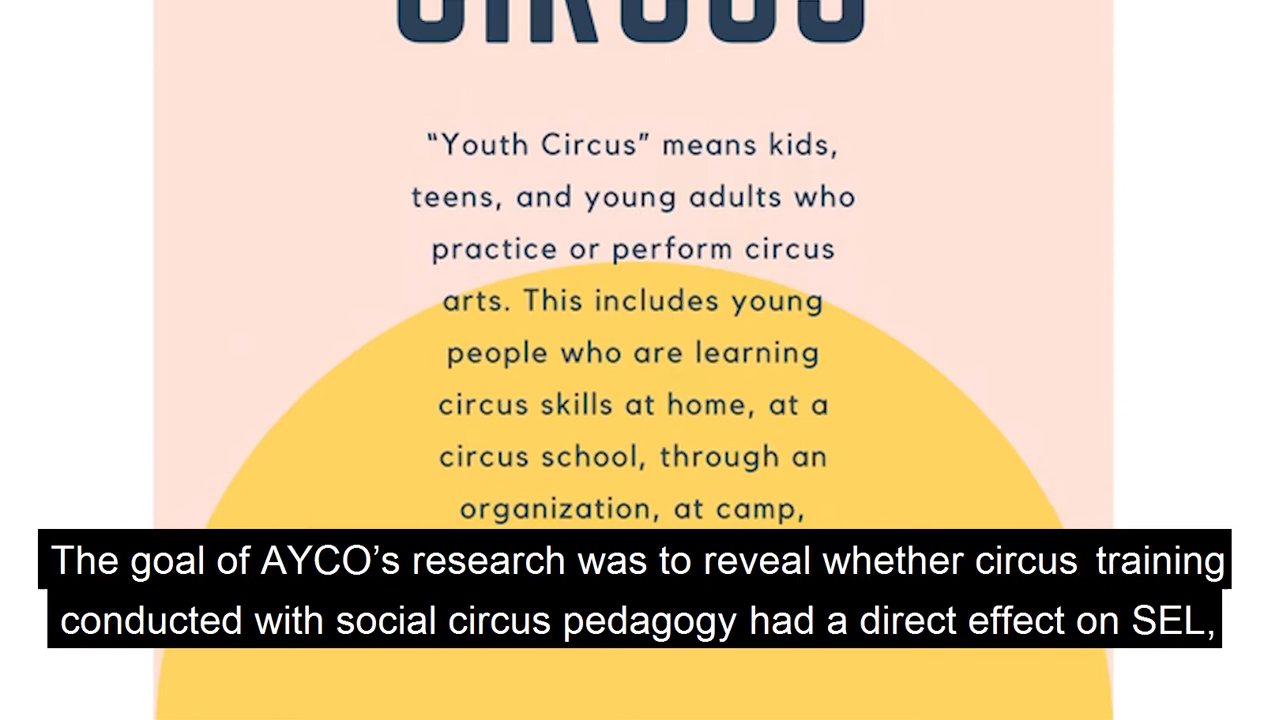 CIRCUS
“Youth Circus” means kids,
teens, and young adults who
practice or perform circus
arts. This includes young
people who are learning
circus skills at home, at a
circus school, through an
organization, at camp,
The goal of AYCO’s research was to reveal whether circus training
conducted with social circus pedagogy had a direct effect on SEL,